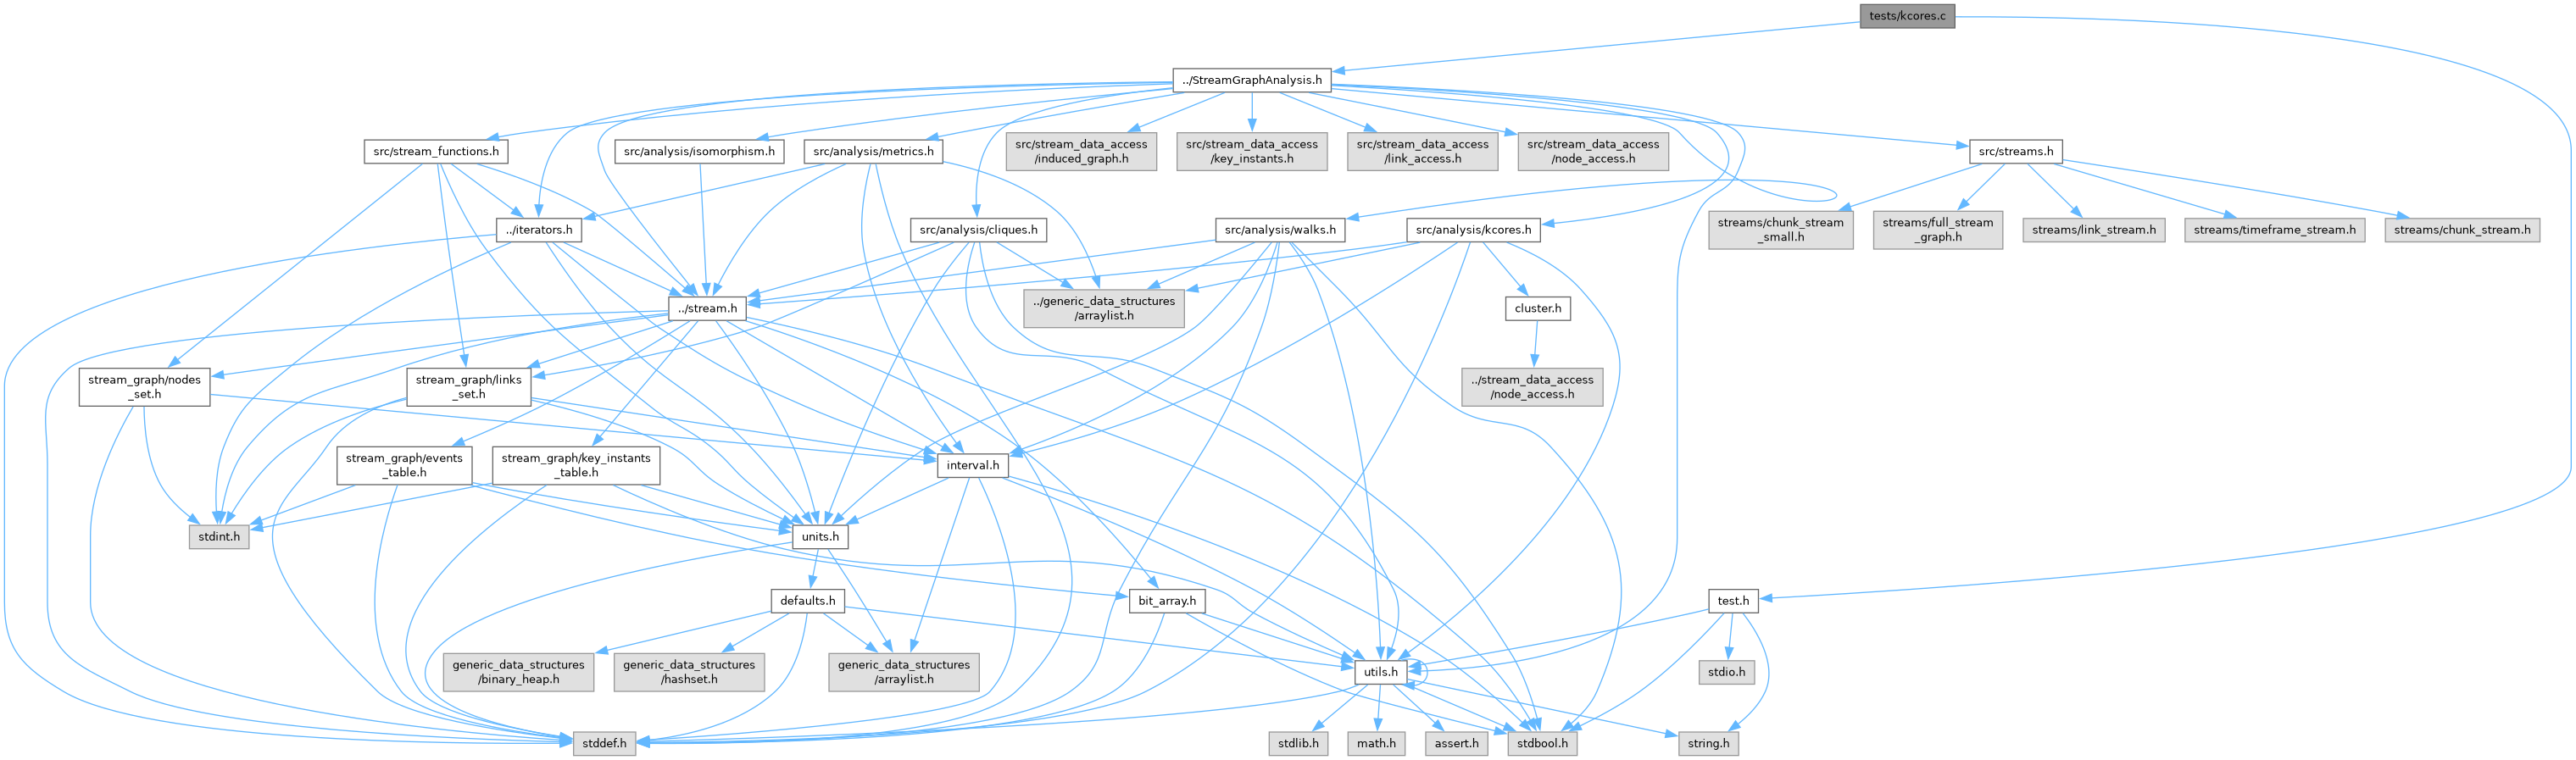 tests/kcores.c
../StreamGraphAnalysis.h
src/stream_functions.h
src/analysis/isomorphism.h
src/analysis/metrics.h
src/stream_data_access
/induced_graph.h
src/stream_data_access
/key_instants.h
src/stream_data_access
/link_access.h
src/stream_data_access
/node_access.h
src/streams.h
../iterators.h
src/analysis/cliques.h
src/analysis/walks.h
src/analysis/kcores.h
streams/chunk_stream
_small.h
streams/full_stream
_graph.h
streams/link_stream.h
streams/timeframe_stream.h
streams/chunk_stream.h
../stream.h
../generic_data_structures
/arraylist.h
cluster.h
stream_graph/nodes
_set.h
stream_graph/links
_set.h
../stream_data_access
/node_access.h
stream_graph/events
_table.h
stream_graph/key_instants
_table.h
interval.h
stdint.h
units.h
defaults.h
bit_array.h
test.h
generic_data_structures
/binary_heap.h
generic_data_structures
/hashset.h
generic_data_structures
/arraylist.h
utils.h
stdio.h
stddef.h
stdlib.h
math.h
assert.h
stdbool.h
string.h